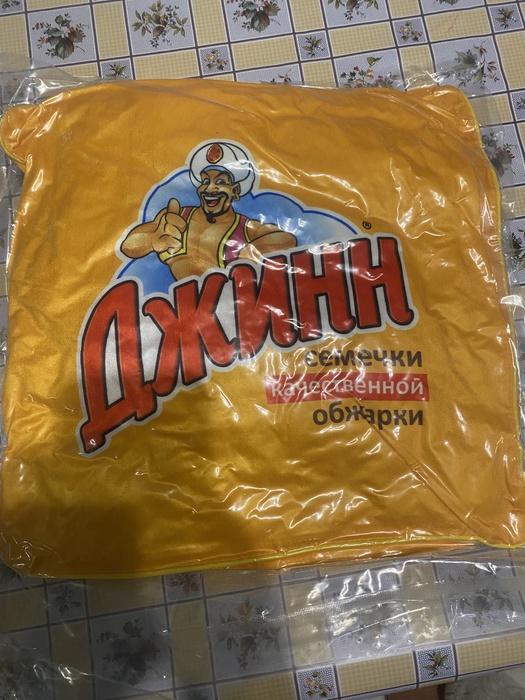 Джинн
®
семечки
качественной
обжарки